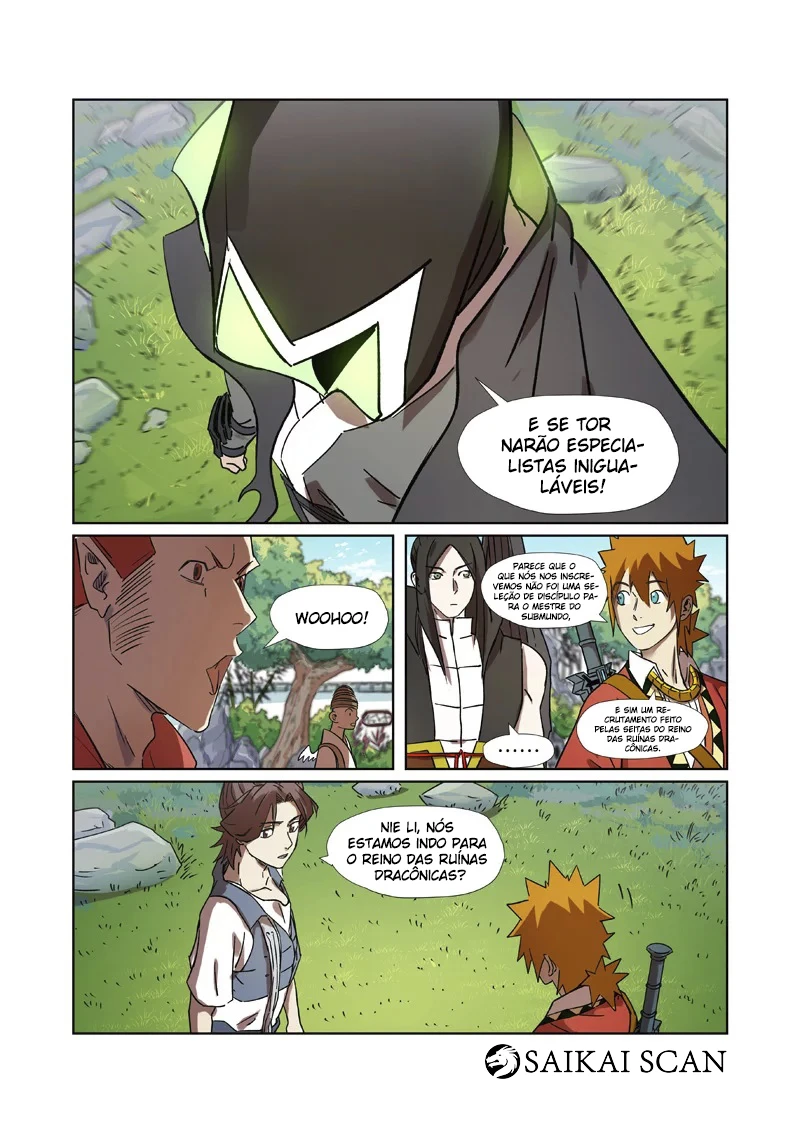 E SE TOR
NARÃO ESPECIA-
LISTAS INIGUA-
LÁVEIS!
WOOHOO!
PARECE QUE O
QUE NÓS NOS INSCRE-
VEMOS NÃO FOI UMA SE-
LEÇÃO DE DISCÍPULO PA-
RA O MESTRE DO
SUBMUNDO,
E SIM UM RE-
CRUTAMENTO FEITO
PELAS SEITAS DO REINO
DAS RUÍNAS DRA-
CÔNICAS.
......
NIE LI, NÓS
ESTAMOS INDO PARA
O REINO DAS RUÍNAS
DRACÔNICAS?
SAIKAI SCAN